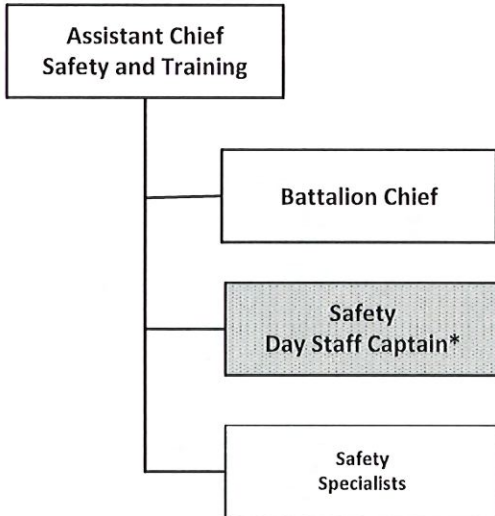 Assistant Chief
Safety and Training
Battalion Chief
Safety
Day Staff Captain*
Safety
Specialists